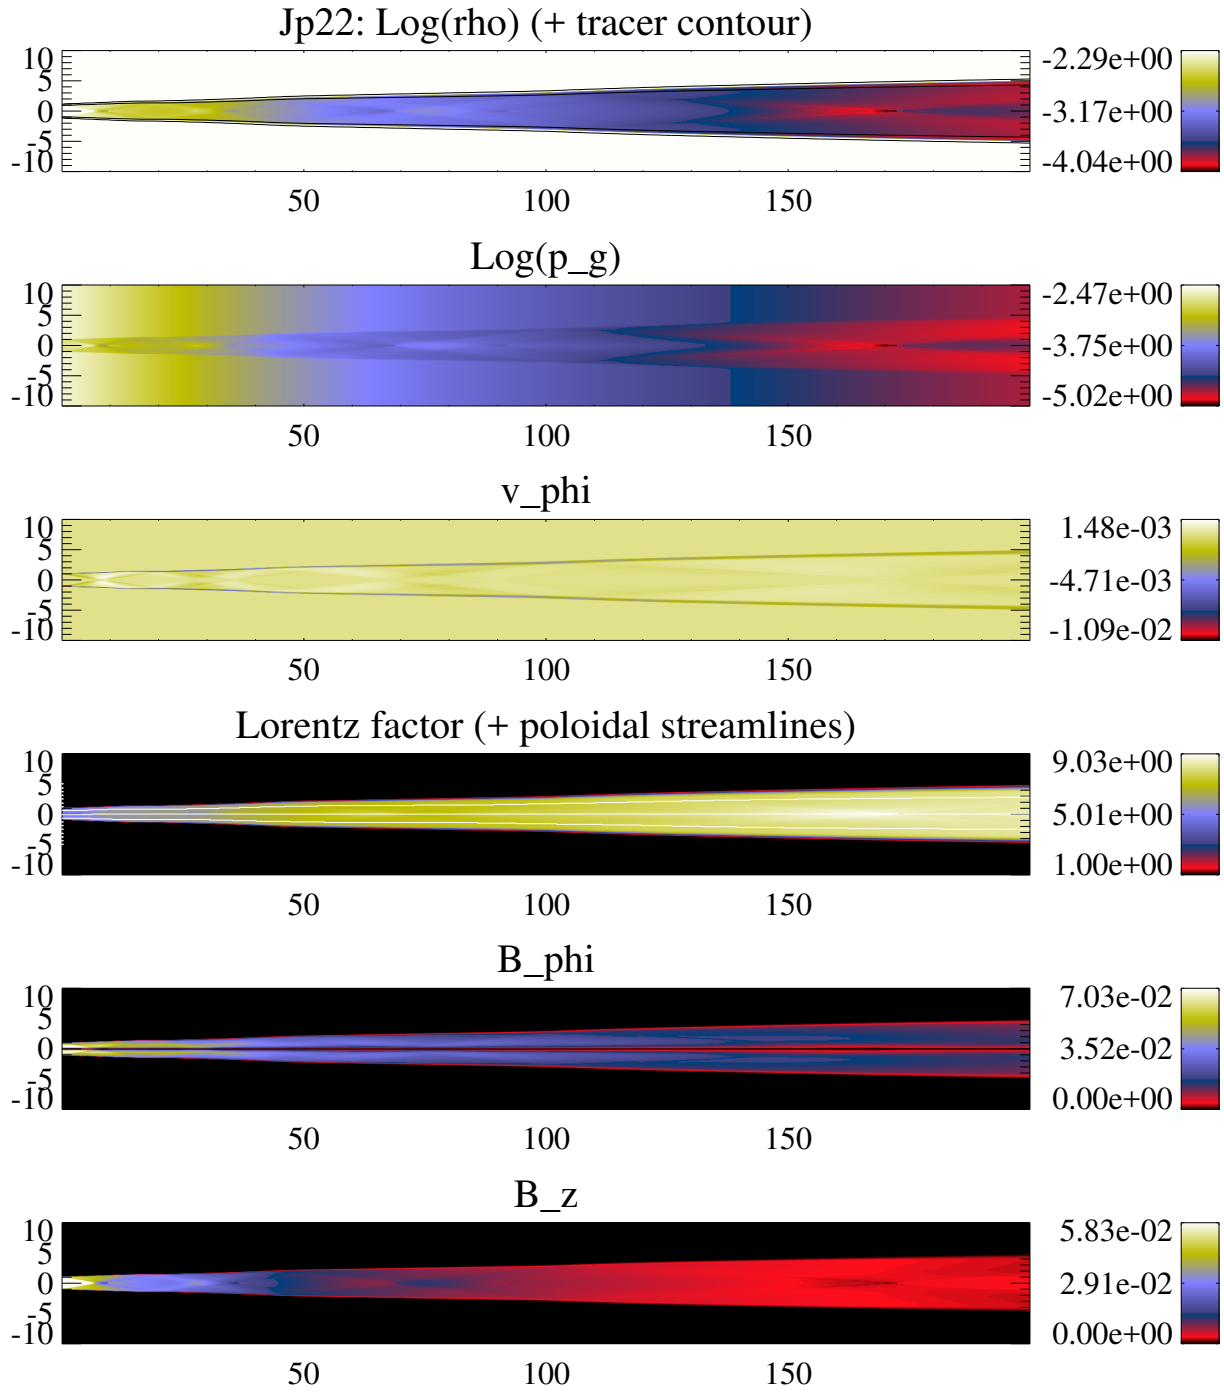 Jp22: Log(rho) (+ tracer contour)
10
5
0
-5
-10
50 100 150
-2.29e+00
-3.17e+00
-4.04e+00
Log(p_g)
10
5
0
-5
-10
50 100 150
-2.47e+00
-3.75e+00
-5.02e+00
v_phi
10
5
0
-5
-10
50 100 150
1.48e-03
-4.71e-03
-1.09e-02
Lorentz factor (+ poloidal streamlines)
10
5
0
-5
-10
50 100 150
9.03e+00
5.01e+00
1.00e+00
B_phi
10
5
0
-5
-10
50 100 150
7.03e-02
3.52e-02
0.00e+00
B_z
10
5
0
-5
-10
50 100 150
5.83e-02
2.91e-02
0.00e+00